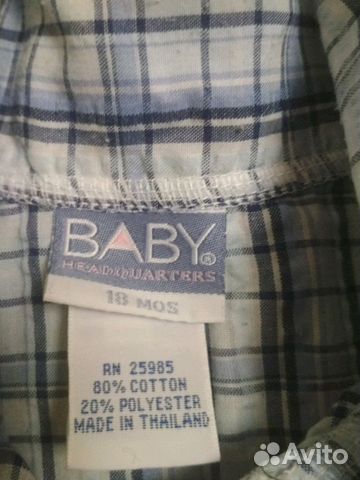 BABY®
HEADQUARTERS
18 MOS
RN 25985
80% COTTON
20% POLYESTER
MADE IN THAILAND
Avito